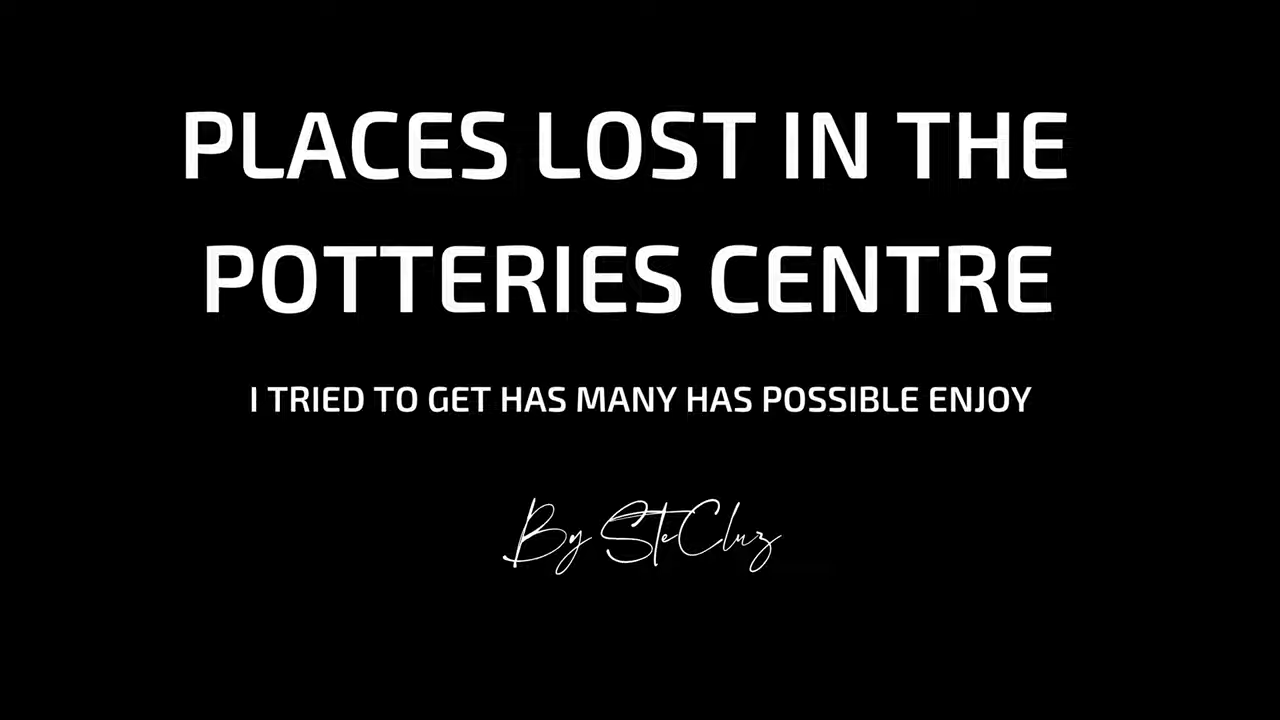 PLACES LOST IN THE
POTTERIES CENTRE
I TRIED TO GET HAS MANY HAS POSSIBLE ENJOY
By SteCluz